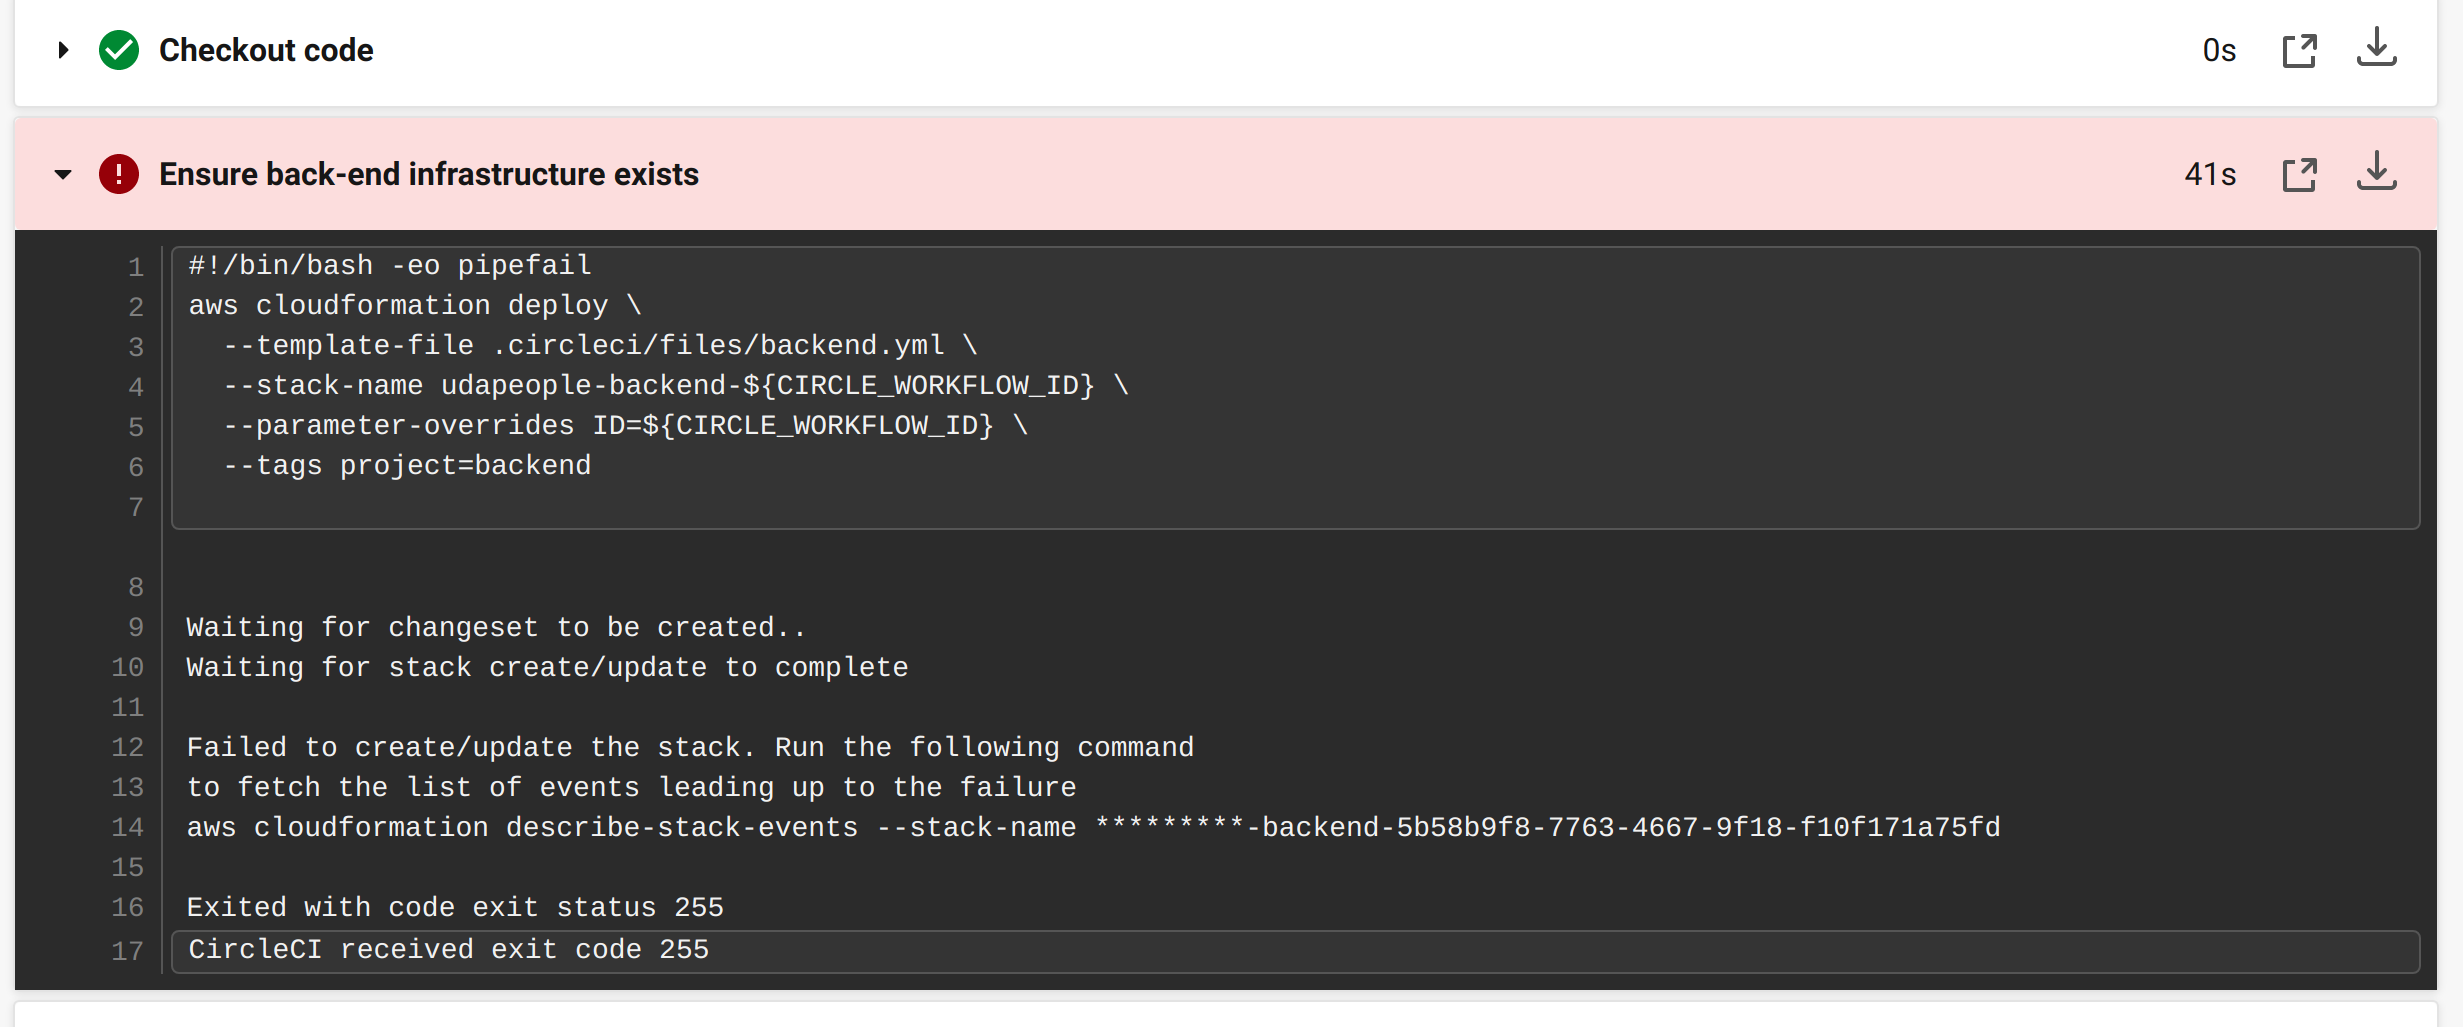 Checkout code 0s
Ensure back-end infrastructure exists 41s
1 #!/bin/bash -eo pipefail
2 aws cloudformation deploy \
3   --template-file .circleci/files/backend.yml \
4   --stack-name udapeople-backend-${CIRCLE_WORKFLOW_ID} \
5   --parameter-overrides ID=${CIRCLE_WORKFLOW_ID} \
6   --tags project=backend
7
8
9 Waiting for changeset to be created..
10 Waiting for stack create/update to complete
11
12 Failed to create/update the stack. Run the following command
13 to fetch the list of events leading up to the failure
14 aws cloudformation describe-stack-events --stack-name *********-backend-5b58b9f8-7763-4667-9f18-f10f171a75fd
15
16 Exited with code exit status 255
17 CircleCI received exit code 255